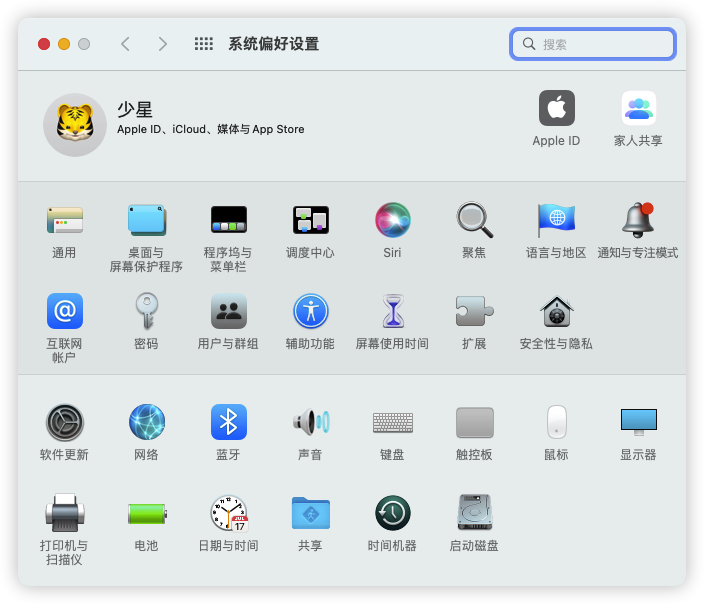 系统偏好设置
搜索
少星
Apple ID、iCloud、媒体与 App Store
Apple ID
家人共享
通用
桌面与
屏幕保护程序
程序坞与
菜单栏
调度中心
Siri
聚焦
语言与地区
通知与专注模式
互联网
帐户
密码
用户与群组
辅助功能
屏幕使用时间
扩展
安全性与隐私
软件更新
网络
蓝牙
声音
键盘
触控板
鼠标
显示器
打印机与
扫描仪
电池
JUL
17
日期与时间
共享
时间机器
启动磁盘